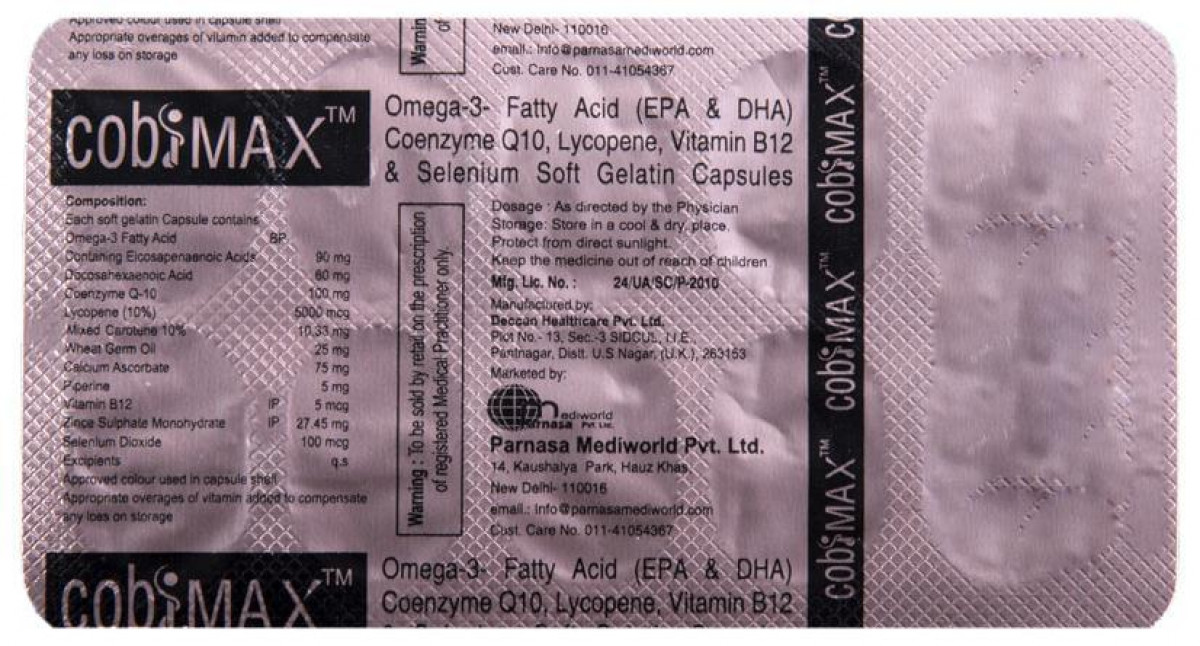 Approved colour used in capsule shell
Appropriate overages of vitamin added to compensate
any loss on storage
Warnin
of
New Delhi- 110016
email.: Info@parnasamediworld.com
Cust. Care No. 011-41054367
cobiMAX™
Omega-3- Fatty Acid (EPA & DHA)
Coenzyme Q10, Lycopene, Vitamin B12
& Selenium Soft Gelatin Capsules
Composition:
Each soft gelatin Capsule contains
Omega-3 Fatty Acid BP
Containing Eicosapenaenoic Acids 90 mg
Docosahexaenoic Acid 60 mg
Coenzyme Q-10 100 mg
Lycopene (10%) 5000 mcg
Mixed Carotene 10% 10.33 mg
Wheat Germ Oil 25 mg
Calcium Ascorbate 75 mg
Piperine 5 mg
Vitamin B12 IP 5 mcg
Zince Sulphate Monohydrate IP 27.45 mg
Selenium Dioxide 100 mcg
Excipients q.s
Approved colour used in capsule shell
Appropriate overages of vitamin added to compensate
any loss on storage
Warning : To be sold by retail on the prescription
of registered Medical Practitioner only.
Dosage : As directed by the Physician
Storage: Store in a cool & dry, place.
Protect from direct sunlight.
Keep the medicine out of reach of children
Mfg. Lic. No. : 24/UA/SC/P-2010
Manufactured by:
Deccan Healthcare Pvt. Ltd.
Plot No.- 13, Sec.-3 SIDCUL, I.E.,
Pantnagar, Distt. U.S Nagar, (U.K.), 263153
Marketed by:
mediworld
Parnasa Pvt. Ltd.
Parnasa Mediworld Pvt. Ltd.
14, Kaushalya Park, Hauz Khas,
New Delhi- 110016
email.: Info@parnasamediworld.com
Cust. Care No. 011-41054367
cobiMAX™
Omega-3- Fatty Acid (EPA & DHA)
Coenzyme Q10, Lycopene, Vitamin B12
cobiMAX™ cobiMAX™ cobiMAX™ C